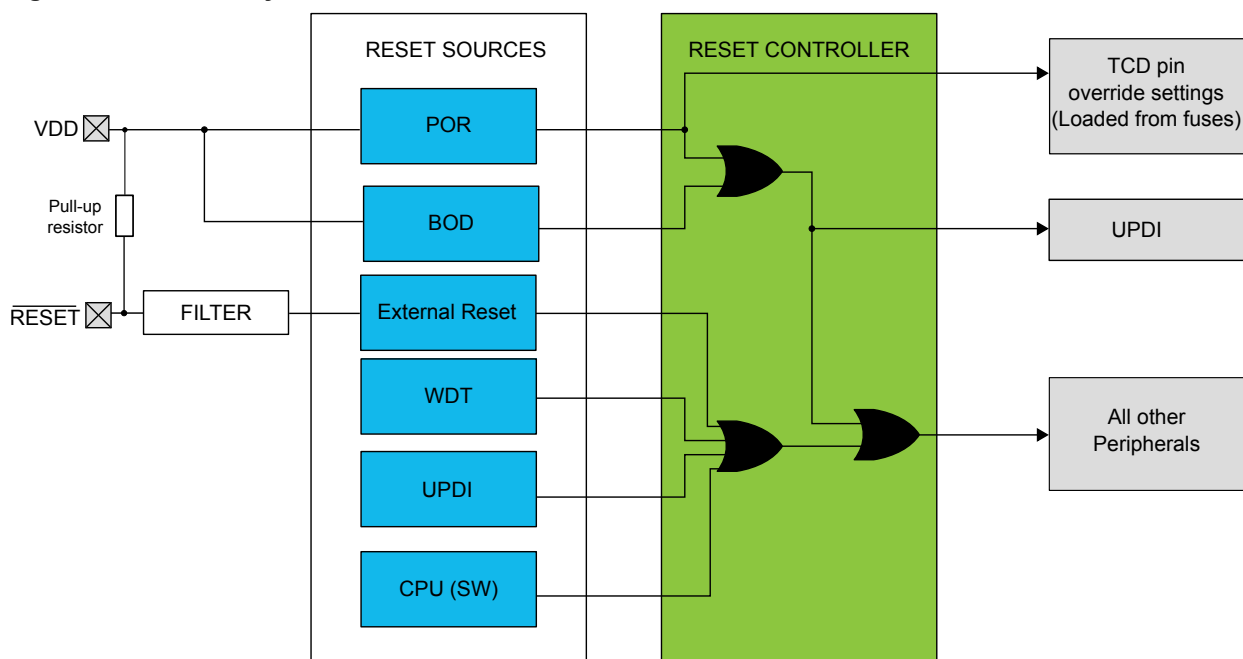 RESET SOURCES
RESET CONTROLLER
TCD pin
override settings
(Loaded from fuses)
VDD
POR
Pull-up
resistor
BOD
UPDI
RESET
FILTER
External Reset
WDT
All other
Peripherals
UPDI
CPU (SW)